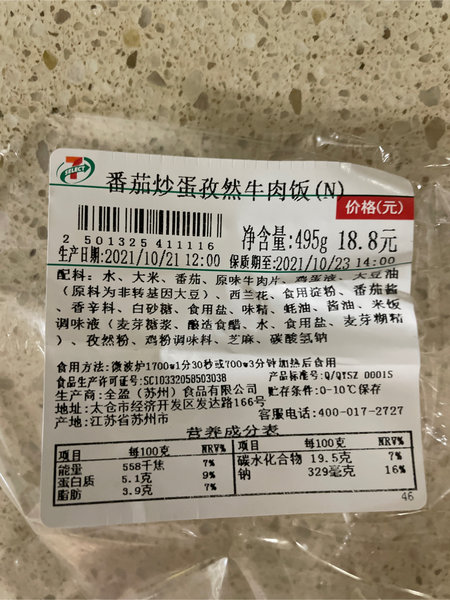 7 SELECT
番茄炒蛋孜然牛肉饭(N)
价格(元)
2 501325 411116
净含量:495g 18.8元
生产日期:2021/10/21 12:00 保质期至:2021/10/23 14:00
配料: 水、大米、番茄、原味牛肉片、鸡蛋液、大豆油
(原料为非转基因大豆)、西兰花、食用淀粉、番茄酱
、香辛料、白砂糖、食用盐、味精、蚝油、酱油、米饭
调味液(麦芽糖浆、酿造食醋、水、食用盐、麦芽糊精
)、孜然粉、鸡粉调味料、芝麻、碳酸氢钠
食用方法:微波炉1700w1分30秒或700w3分钟加热后食用
食品生产许可证号:SC10332058503038 产品标准号:Q/QYSZ 0001S
生产商:全盈(苏州)食品有限公司 贮存条件:0-10℃保存
地址:太仓市经济开发区发达路166号
产地:江苏省苏州市 客服电话:400-017-2727
营养成分表
项目 每100克 NRV% 项目 每100克 NRV%
能量 558千焦 7% 碳水化合物 19.5克 7%
蛋白质 5.1克 9% 钠 329毫克 16%
脂肪 3.9克 7%
46